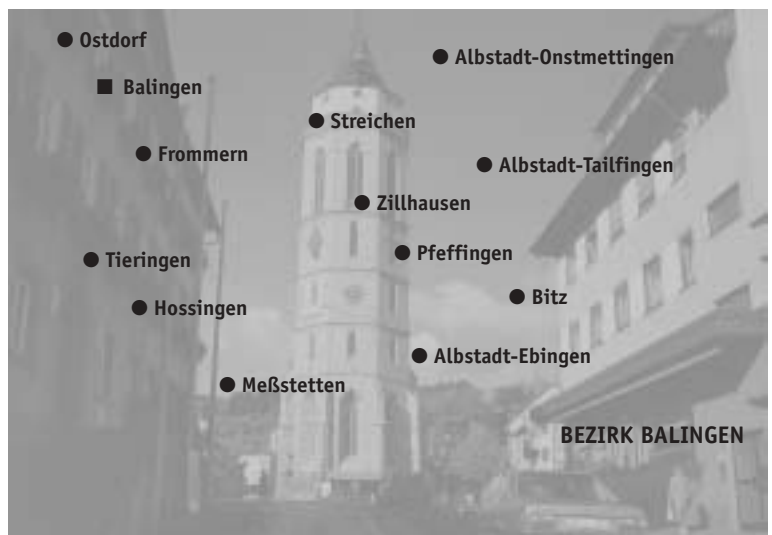 Ostdorf
Albstadt-Onstmettingen
Balingen
Streichen
Frommern
Albstadt-Tailfingen
Zillhausen
Pfeffingen
Tieringen
Bitz
Hossingen
Albstadt-Ebingen
Meßstetten
BEZIRK BALINGEN